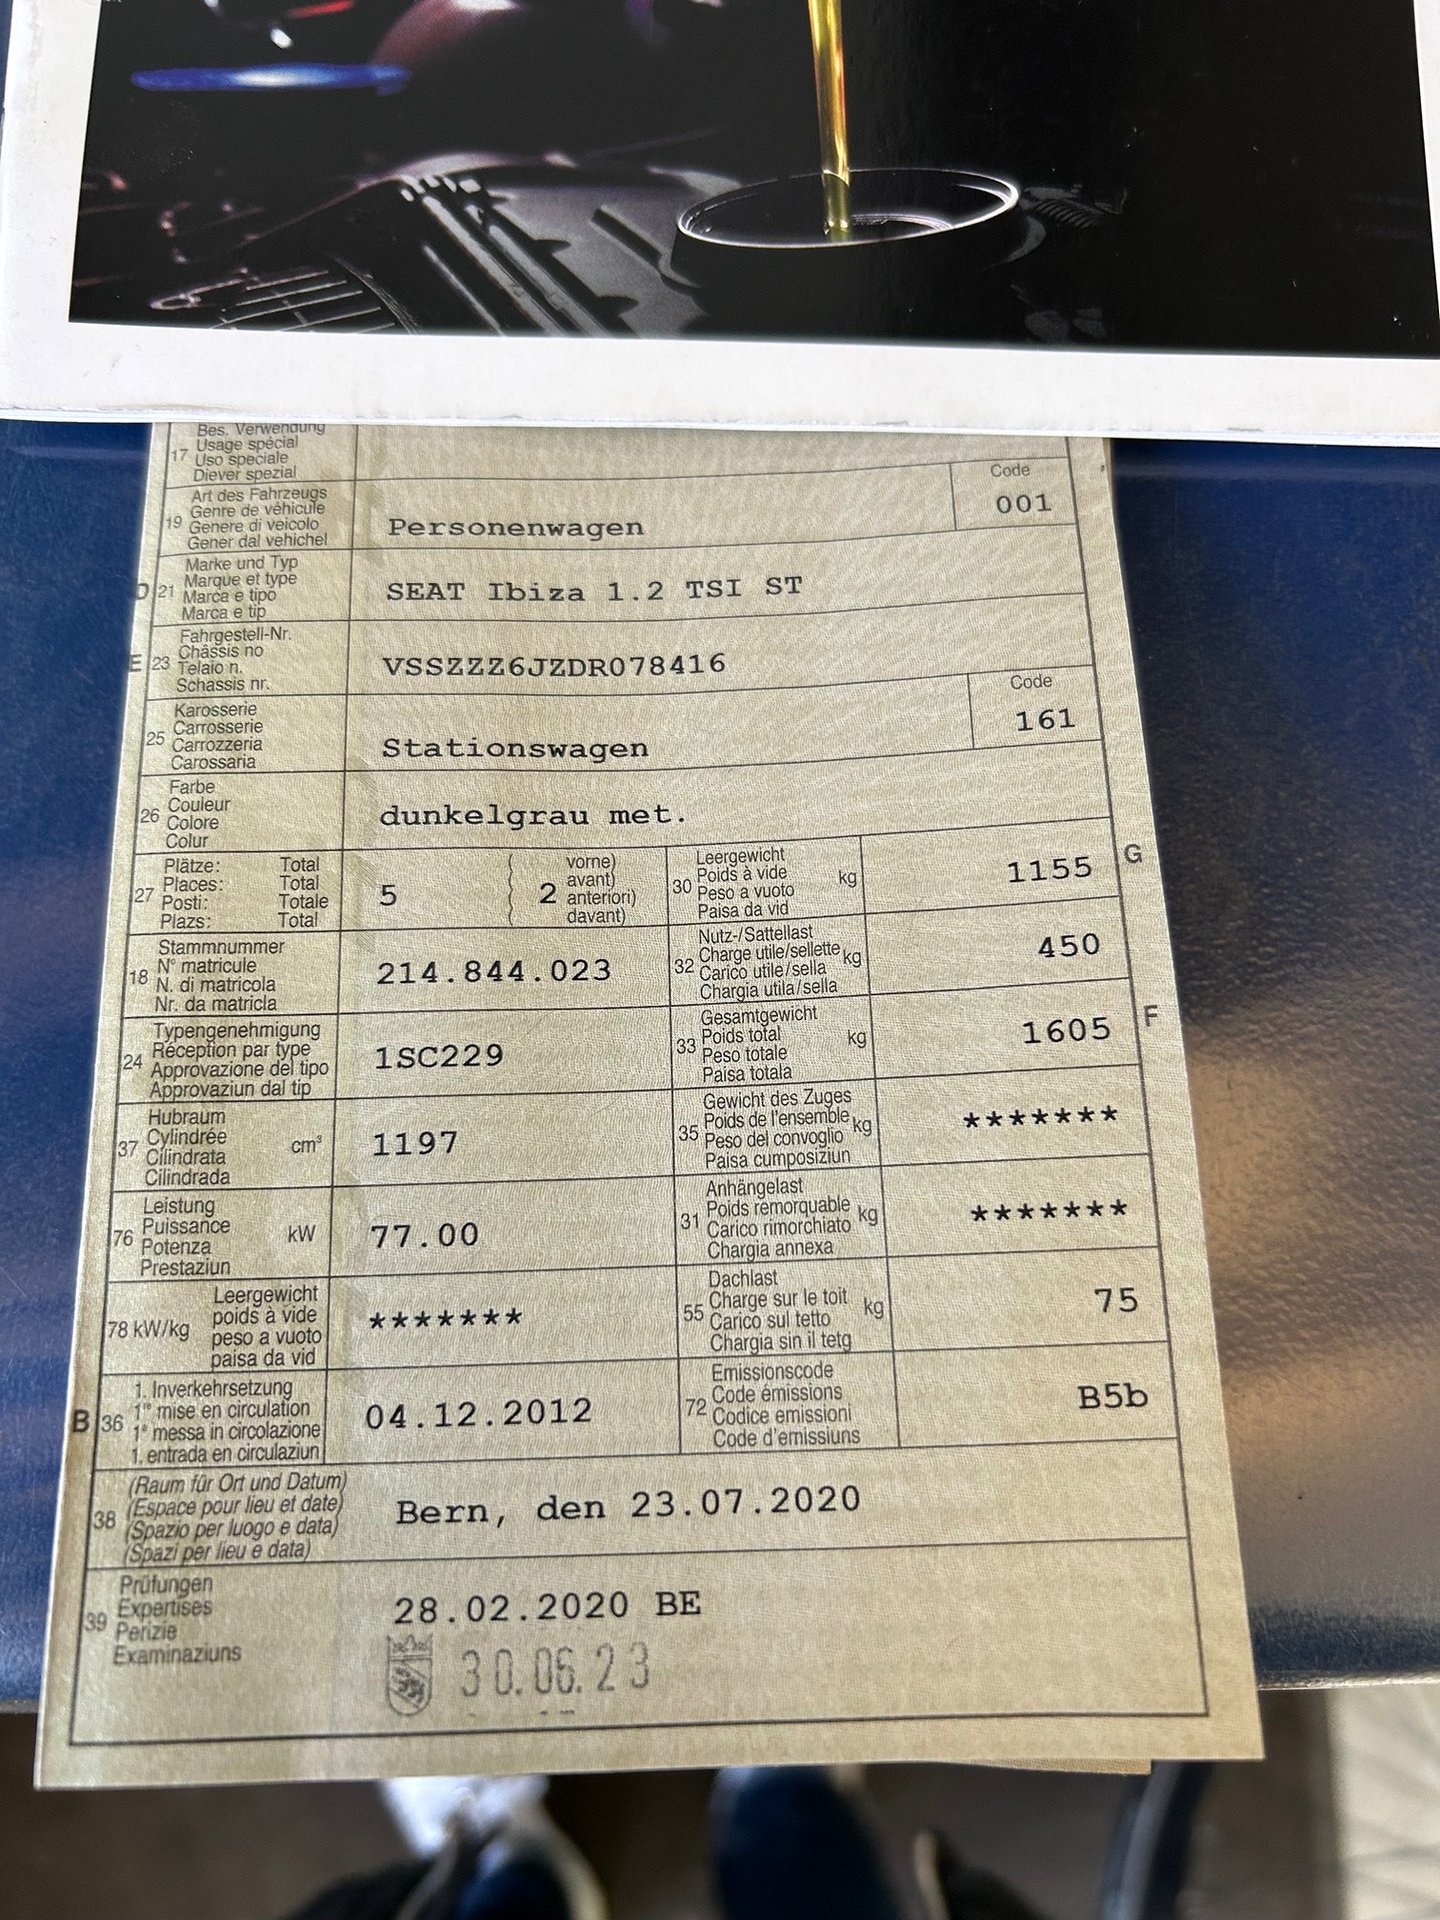 Bes. Verwendung
17 Usage spécial
Uso speciale
Diever spezial
Art des Fahrzeugs
Genre de véhicule
19 Genere di veicolo
Gener dal vehichel
Personenwagen
Code
001
Marke und Typ
Marque et type
D 21 Marca e tipo
Marca e tip
SEAT Ibiza 1.2 TSI ST
Fahrgestell-Nr.
Châssis no
E 23 Telaio n.
Schassis nr.
VSSZZZ6JZDR078416
Karosserie
Carrosserie
25 Carrozzeria
Carossaria
Stationswagen
Code
161
Farbe
Couleur
26 Colore
Colur
dunkelgrau met.
Plätze: Total
Places: Total
27 Posti: Totale
Plazs: Total
5
( vorne)
( avant)
( 2 anteriori)
( davant)
Leergewicht
Poids à vide kg
30 Peso a vuoto
Paisa da vid
1155
G
Stammnummer
N° matricule
18 N. di matricola
Nr. da matricla
214.844.023
Nutz-/Sattellast
Charge utile/sellette kg
32 Carico utile/sella
Chargia utila/sella
450
Typengenehmigung
Réception par type
24 Approvazione del tipo
Approvaziun dal tip
1SC229
Gesamtgewicht
Poids total kg
33 Peso totale
Paisa totala
1605
F
Hubraum
Cylindrée cm³
37 Cilindrata
Cilindrada
1197
Gewicht des Zuges
Poids de l'ensemble kg
35 Peso del convoglio
Paisa cumposiziun
*******
Leistung
76 Puissance kW
Potenza
Prestaziun
77.00
Anhängelast
Poids remorquable kg
31 Carico rimorchiato
Chargia annexa
*******
Leergewicht
78 kW/kg poids à vide
peso a vuoto
paisa da vid
*******
Dachlast
Charge sur le toit kg
55 Carico sul tetto
Chargia sin il tetg
75
1. Inverkehrsetzung
B 36 1re mise en circulation
1a messa in circolazione
1. entrada en circulaziun
04.12.2012
Emissionscode
72 Code émissions
Codice emissioni
Code d'emissiuns
B5b
(Raum für Ort und Datum)
(Espace pour lieu et date)
38 (Spazio per luogo e data)
(Spazi per lieu e data)
Bern, den 23.07.2020
Prüfungen
39 Expertises
Perizie
Examinaziuns
28.02.2020 BE
30.06.23